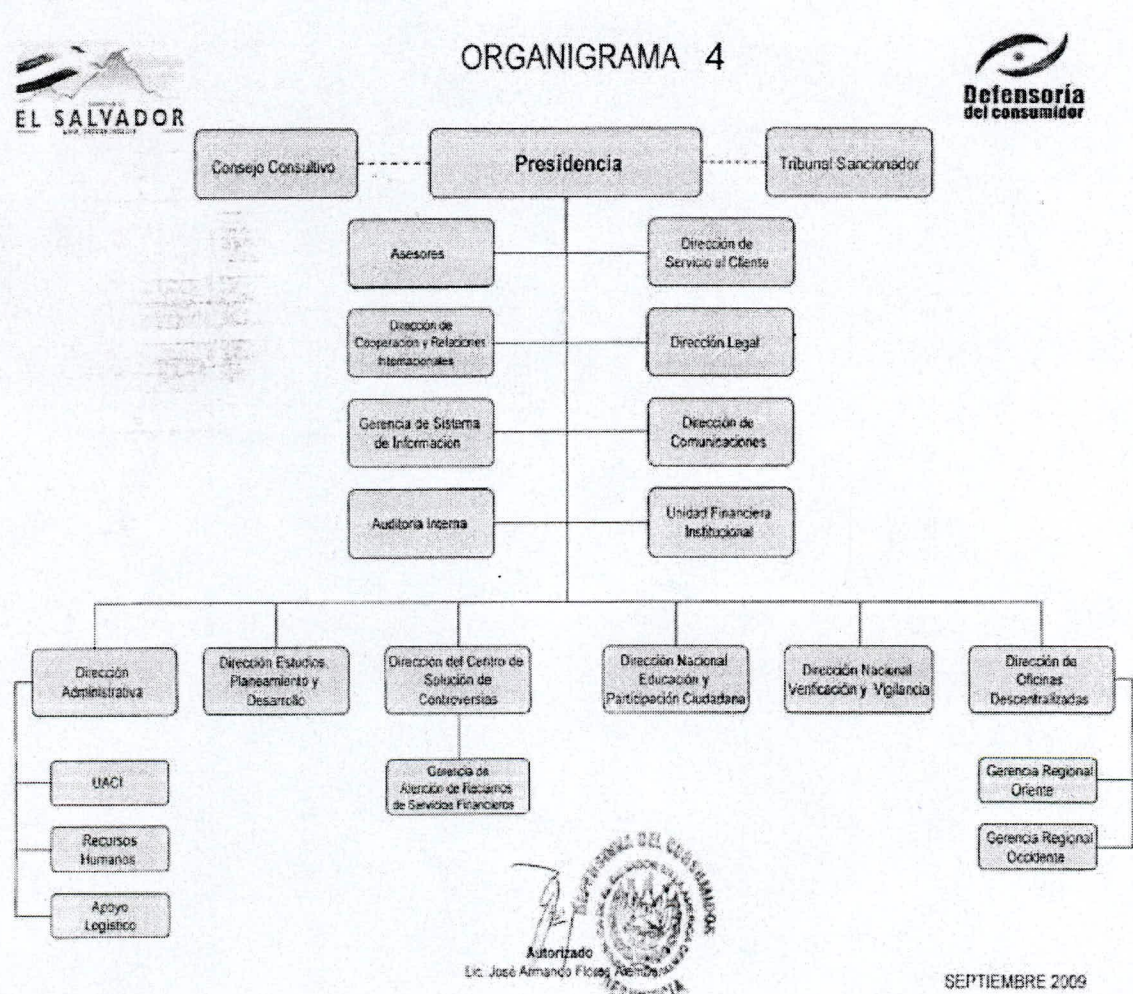 ORGANIGRAMA 4
EL SALVADOR
Defensoría
del consumidor
Consejo Consultivo
Presidencia
Tribunal Sancionador
Asesores
Dirección de
Servicio al Cliente
Dirección de
Cooperación y Relaciones
Internacionales
Dirección Legal
Gerencia de Sistema
de Información
Dirección de
Comunicaciones
Auditoria Interna
Unidad Financiera
Institucional
Dirección
Administrativa
Dirección Estudios,
Planeamiento y
Desarrollo
Dirección del Centro de
Solución de
Controversias
Dirección Nacional
Educación y
Participación Ciudadana
Dirección Nacional
Verificación y Vigilancia
Dirección de
Oficinas
Descentralizadas
UACI
Recursos
Humanos
Apoyo
Logístico
Gerencia de
Atención de Reclamos
de Servicios Financieros
Gerencia Regional
Oriente
Gerencia Regional
Occidente
DEFENSORIA DEL CONSUMIDOR
PRESIDENCIA
Autorizado
Lic. José Armando Flores
SEPTIEMBRE 2009